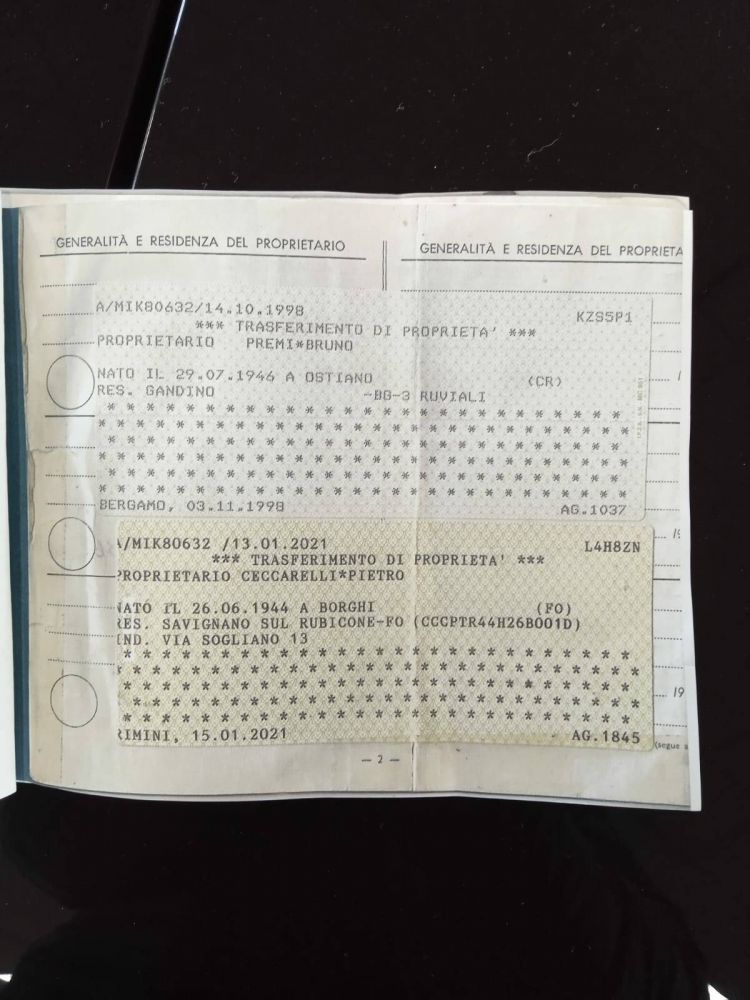 GENERALITÀ E RESIDENZA DEL PROPRIETARIO
GENERALITÀ E RESIDENZA DEL PROPRIETA
A/MIK80632/14.10.1998 KZS5P1
*** TRASFERIMENTO DI PROPRIETA' ***
PROPRIETARIO PREMI*BRUNO
NATO IL 29.07.1946 A OSTIANO (CR)
RES. GANDINO -BG-3 RUVIALI
* * * * * * * * * * * * * * * * * * * * * * * *
* * * * * * * * * * * * * * * * * * * * * * * *
* * * * * * * * * * * * * * * * * * * * * * * *
* * * * * * * * * * * * * * * * * * * * * * * *
* * * * * * * * * * * * * * * * * * * * * * * *
* * * * * * * * * * * * * * * * * * * * * * * *
BERGAMO, 03.11.1998 AG.1037
A/MIK80632 /13.01.2021 L4H8ZN
*** TRASFERIMENTO DI PROPRIETA' ***
PROPRIETARIO CECCARELLI*PIETRO
NATO IL 26.06.1944 A BORGHI (FO)
RES. SAVIGNANO SUL RUBICONE-FO (CCCPTR44H26B001D)
IND. VIA SOGLIANO 13
* * * * * * * * * * * * * * * * * * * * * * * *
* * * * * * * * * * * * * * * * * * * * * * * *
* * * * * * * * * * * * * * * * * * * * * * * *
* * * * * * * * * * * * * * * * * * * * * * * *
* * * * * * * * * * * * * * * * * * * * * * * *
RIMINI, 15.01.2021 AG.1845
19
(segue a
— 2 —